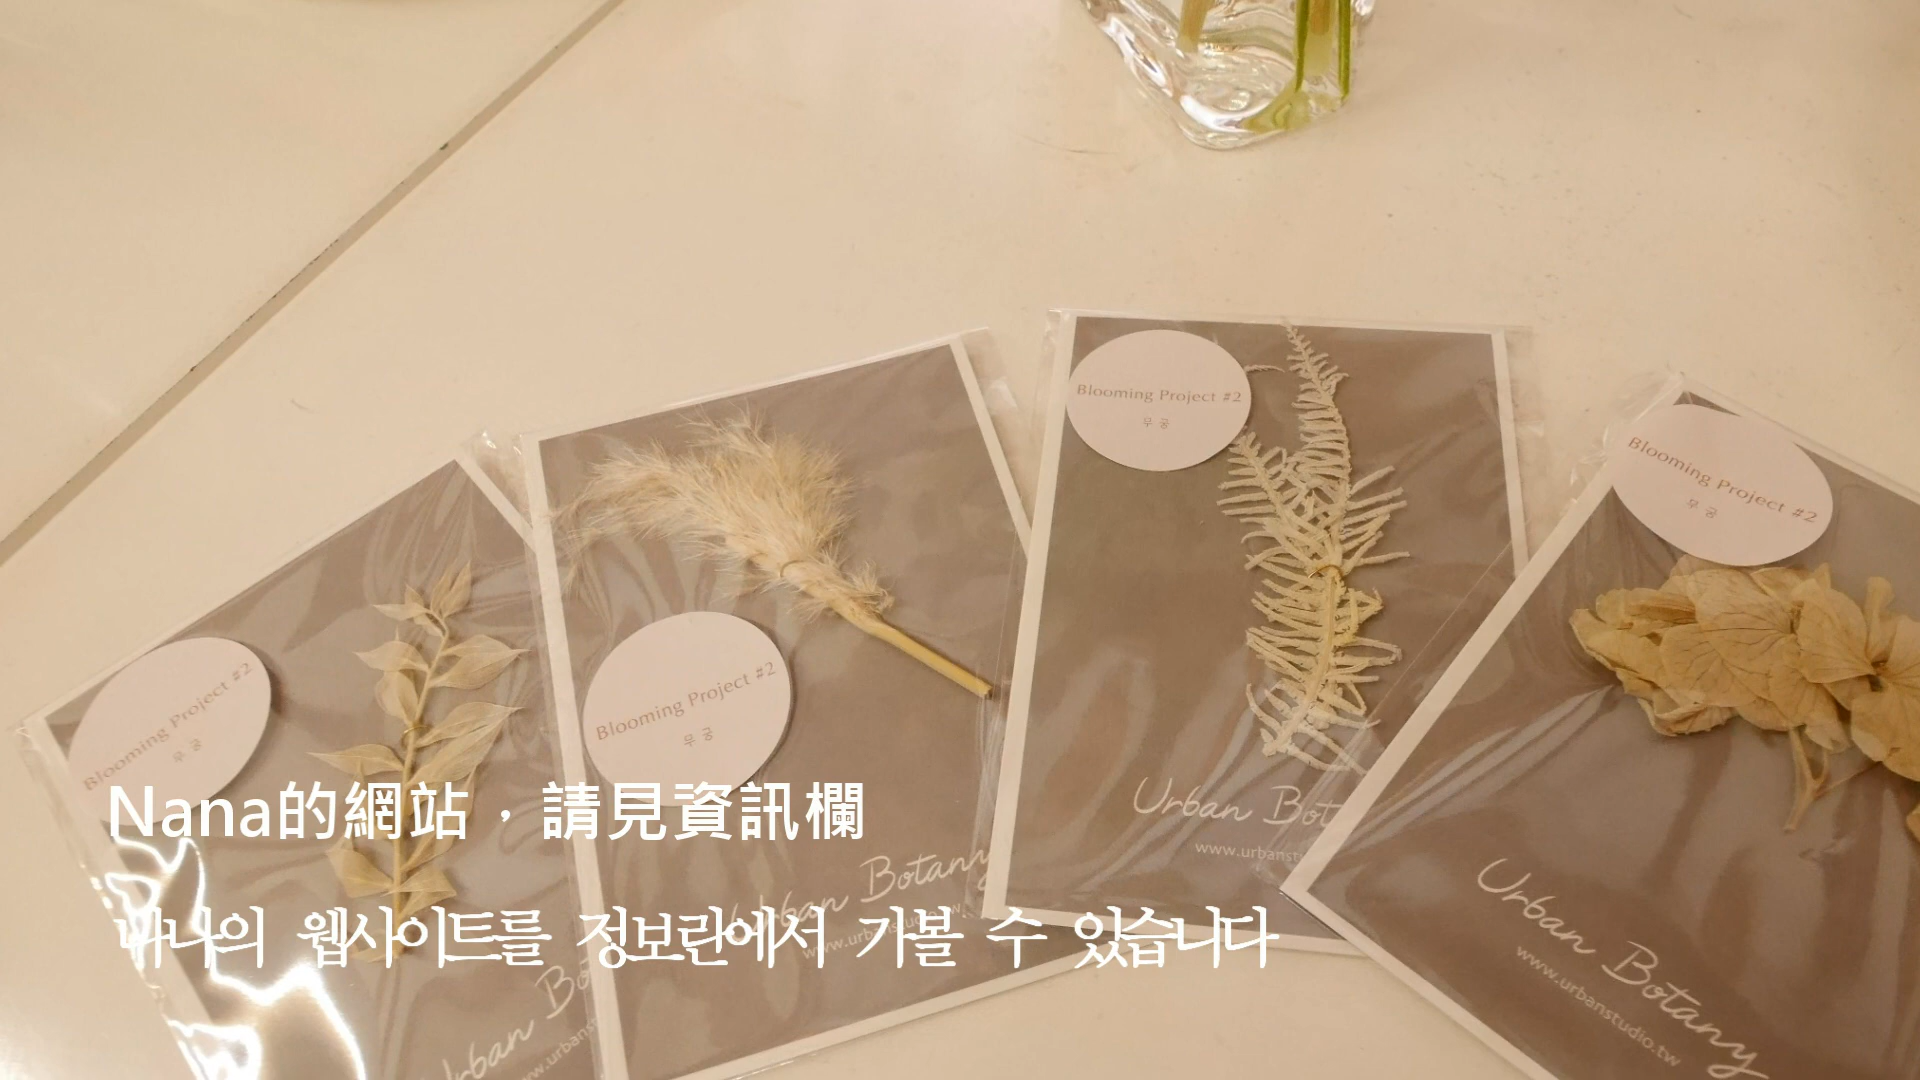 Blooming Project #2
무궁
Blooming Project #2
무궁
Blooming Project #2
무궁
Blooming Project #2
무궁
Nana的網站，請見資訊欄
나나의 웹사이트를 정보란에서 가볼 수 있습니다
Urban Botany
Urban
Urban Botany
www.urbanstudio.tw